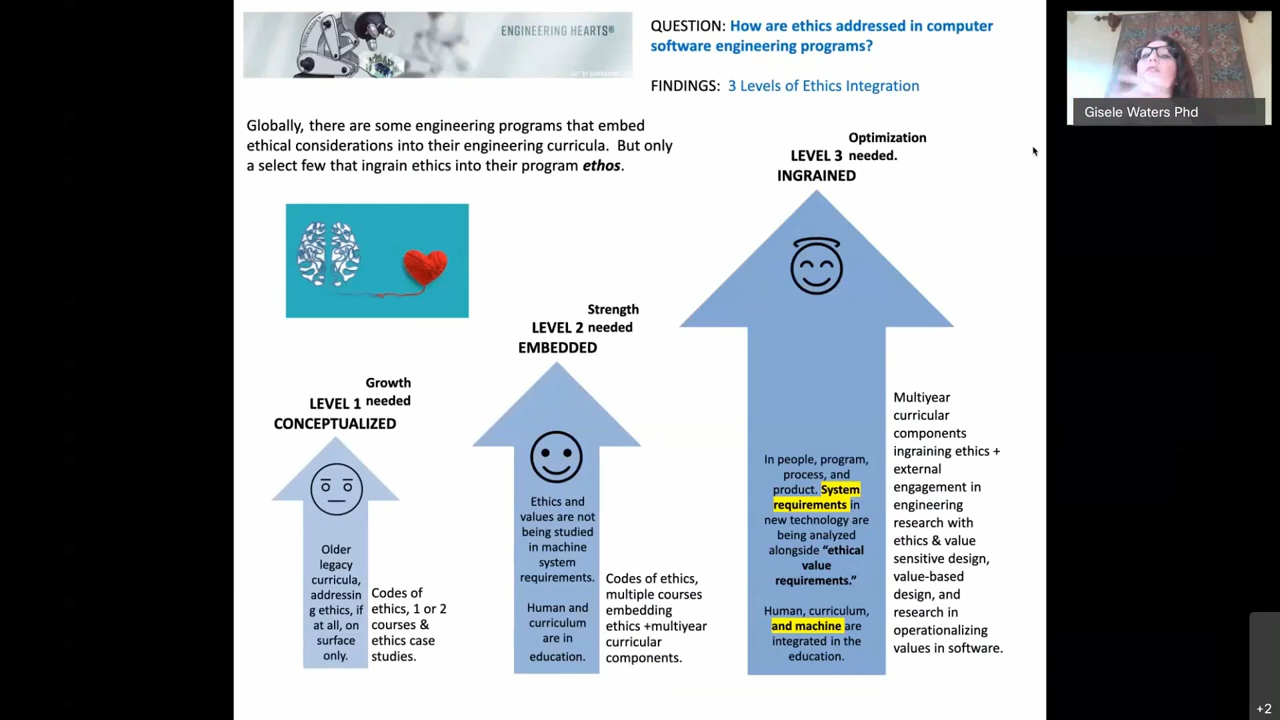 ENGINEERING HEARTS®
QUESTION: How are ethics addressed in computer
software engineering programs?
FINDINGS: 3 Levels of Ethics Integration
Gisele Waters Phd
Globally, there are some engineering programs that embed
ethical considerations into their engineering curricula. But only
a select few that ingrain ethics into their program ethos.
Growth
LEVEL 1 needed
CONCEPTUALIZED
Older
legacy
curricula,
addressin
g ethics, if
at all, on
surface
only.
Codes of
ethics, 1 or 2
courses &
ethics case
studies.
Strength
LEVEL 2 needed
EMBEDDED
Ethics and
values are not
being studied
in machine
system
requirements.
Human and
curriculum
are in
education.
Codes of ethics,
multiple courses
embedding
ethics +multiyear
curricular
components.
Optimization
LEVEL 3 needed.
INGRAINED
In people, program,
process, and
product. System
requirements in
new technology are
being analyzed
alongside “ethical
value
requirements.”
Human, curriculum,
and machine are
integrated in the
education.
Multiyear
curricular
components
ingraining ethics +
external
engagement in
engineering
research with
ethics & value
sensitive design,
value-based
design, and
research in
operationalizing
values in software.
+2